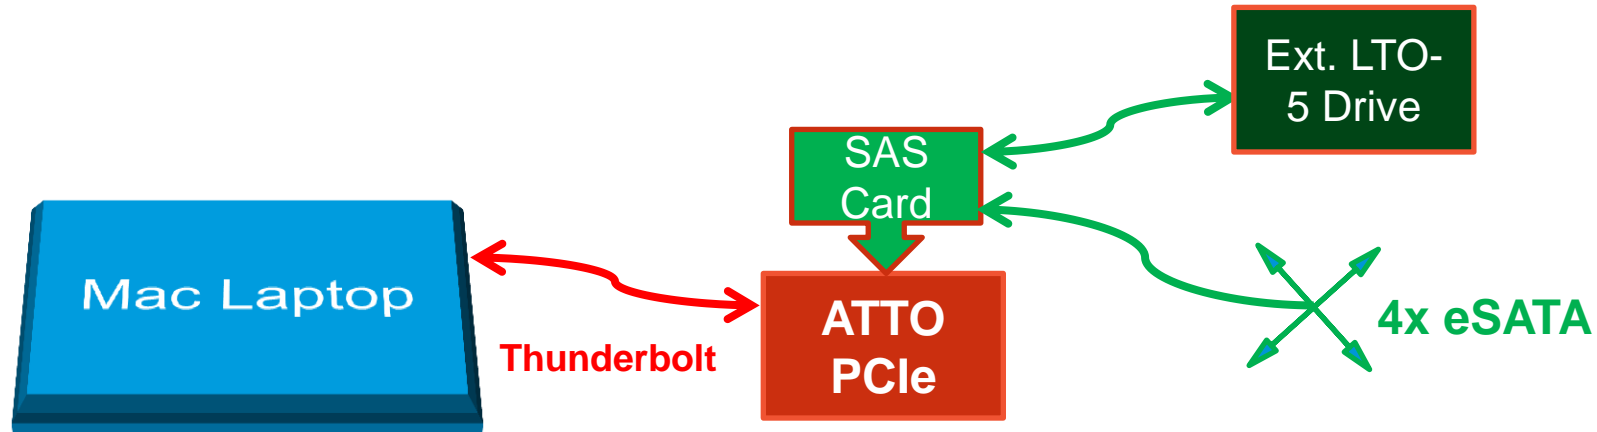 Ext. LTO-
5 Drive
SAS
Card
Mac Laptop
Thunderbolt
ATTO
PCIe
4x eSATA